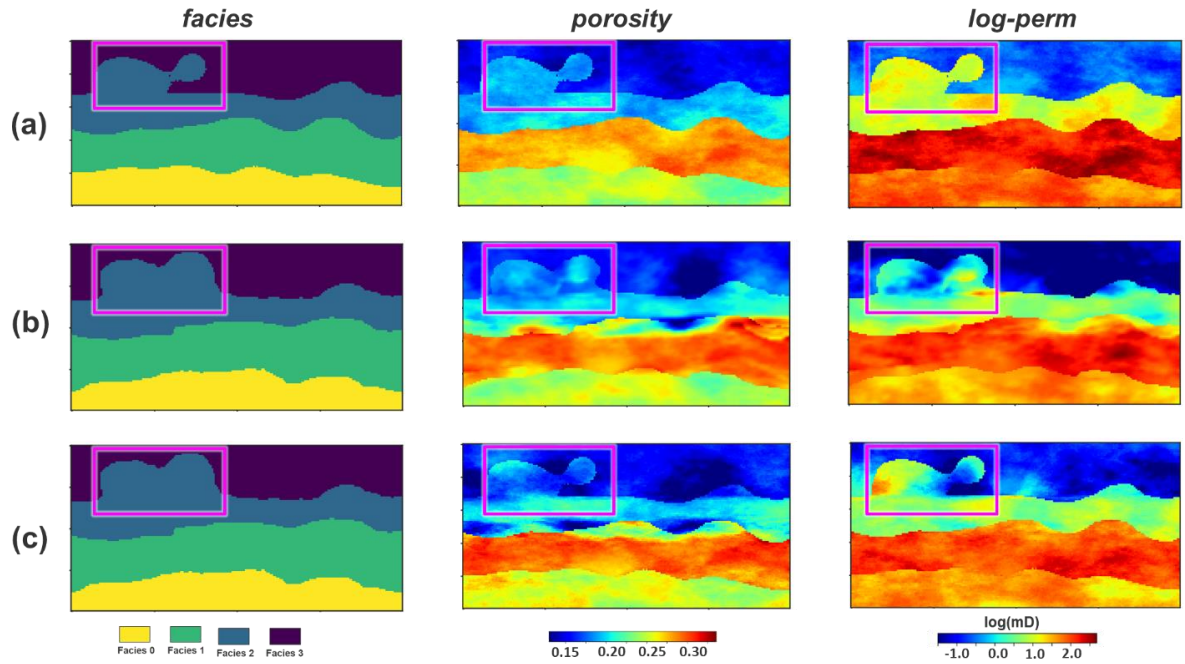 facies porosity log-perm
(a)
(b)
(c)
Facies 0 Facies 1 Facies 2 Facies 3
0.15 0.20 0.25 0.30
log(mD)
-1.0 0.0 1.0 2.0